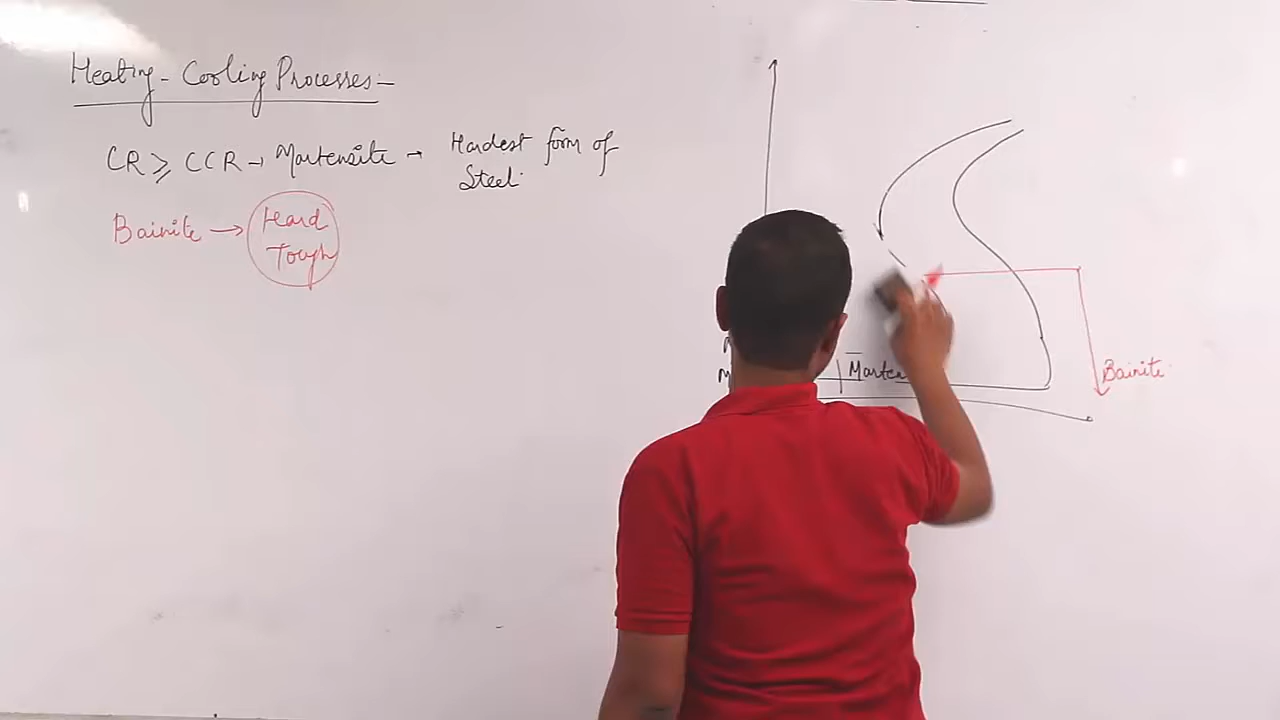 Heating - Cooling Processes:-
CR ≥ CCR → Martensite → Hardest form of
Steel.
Bainite → Hard
Tough
Bainite